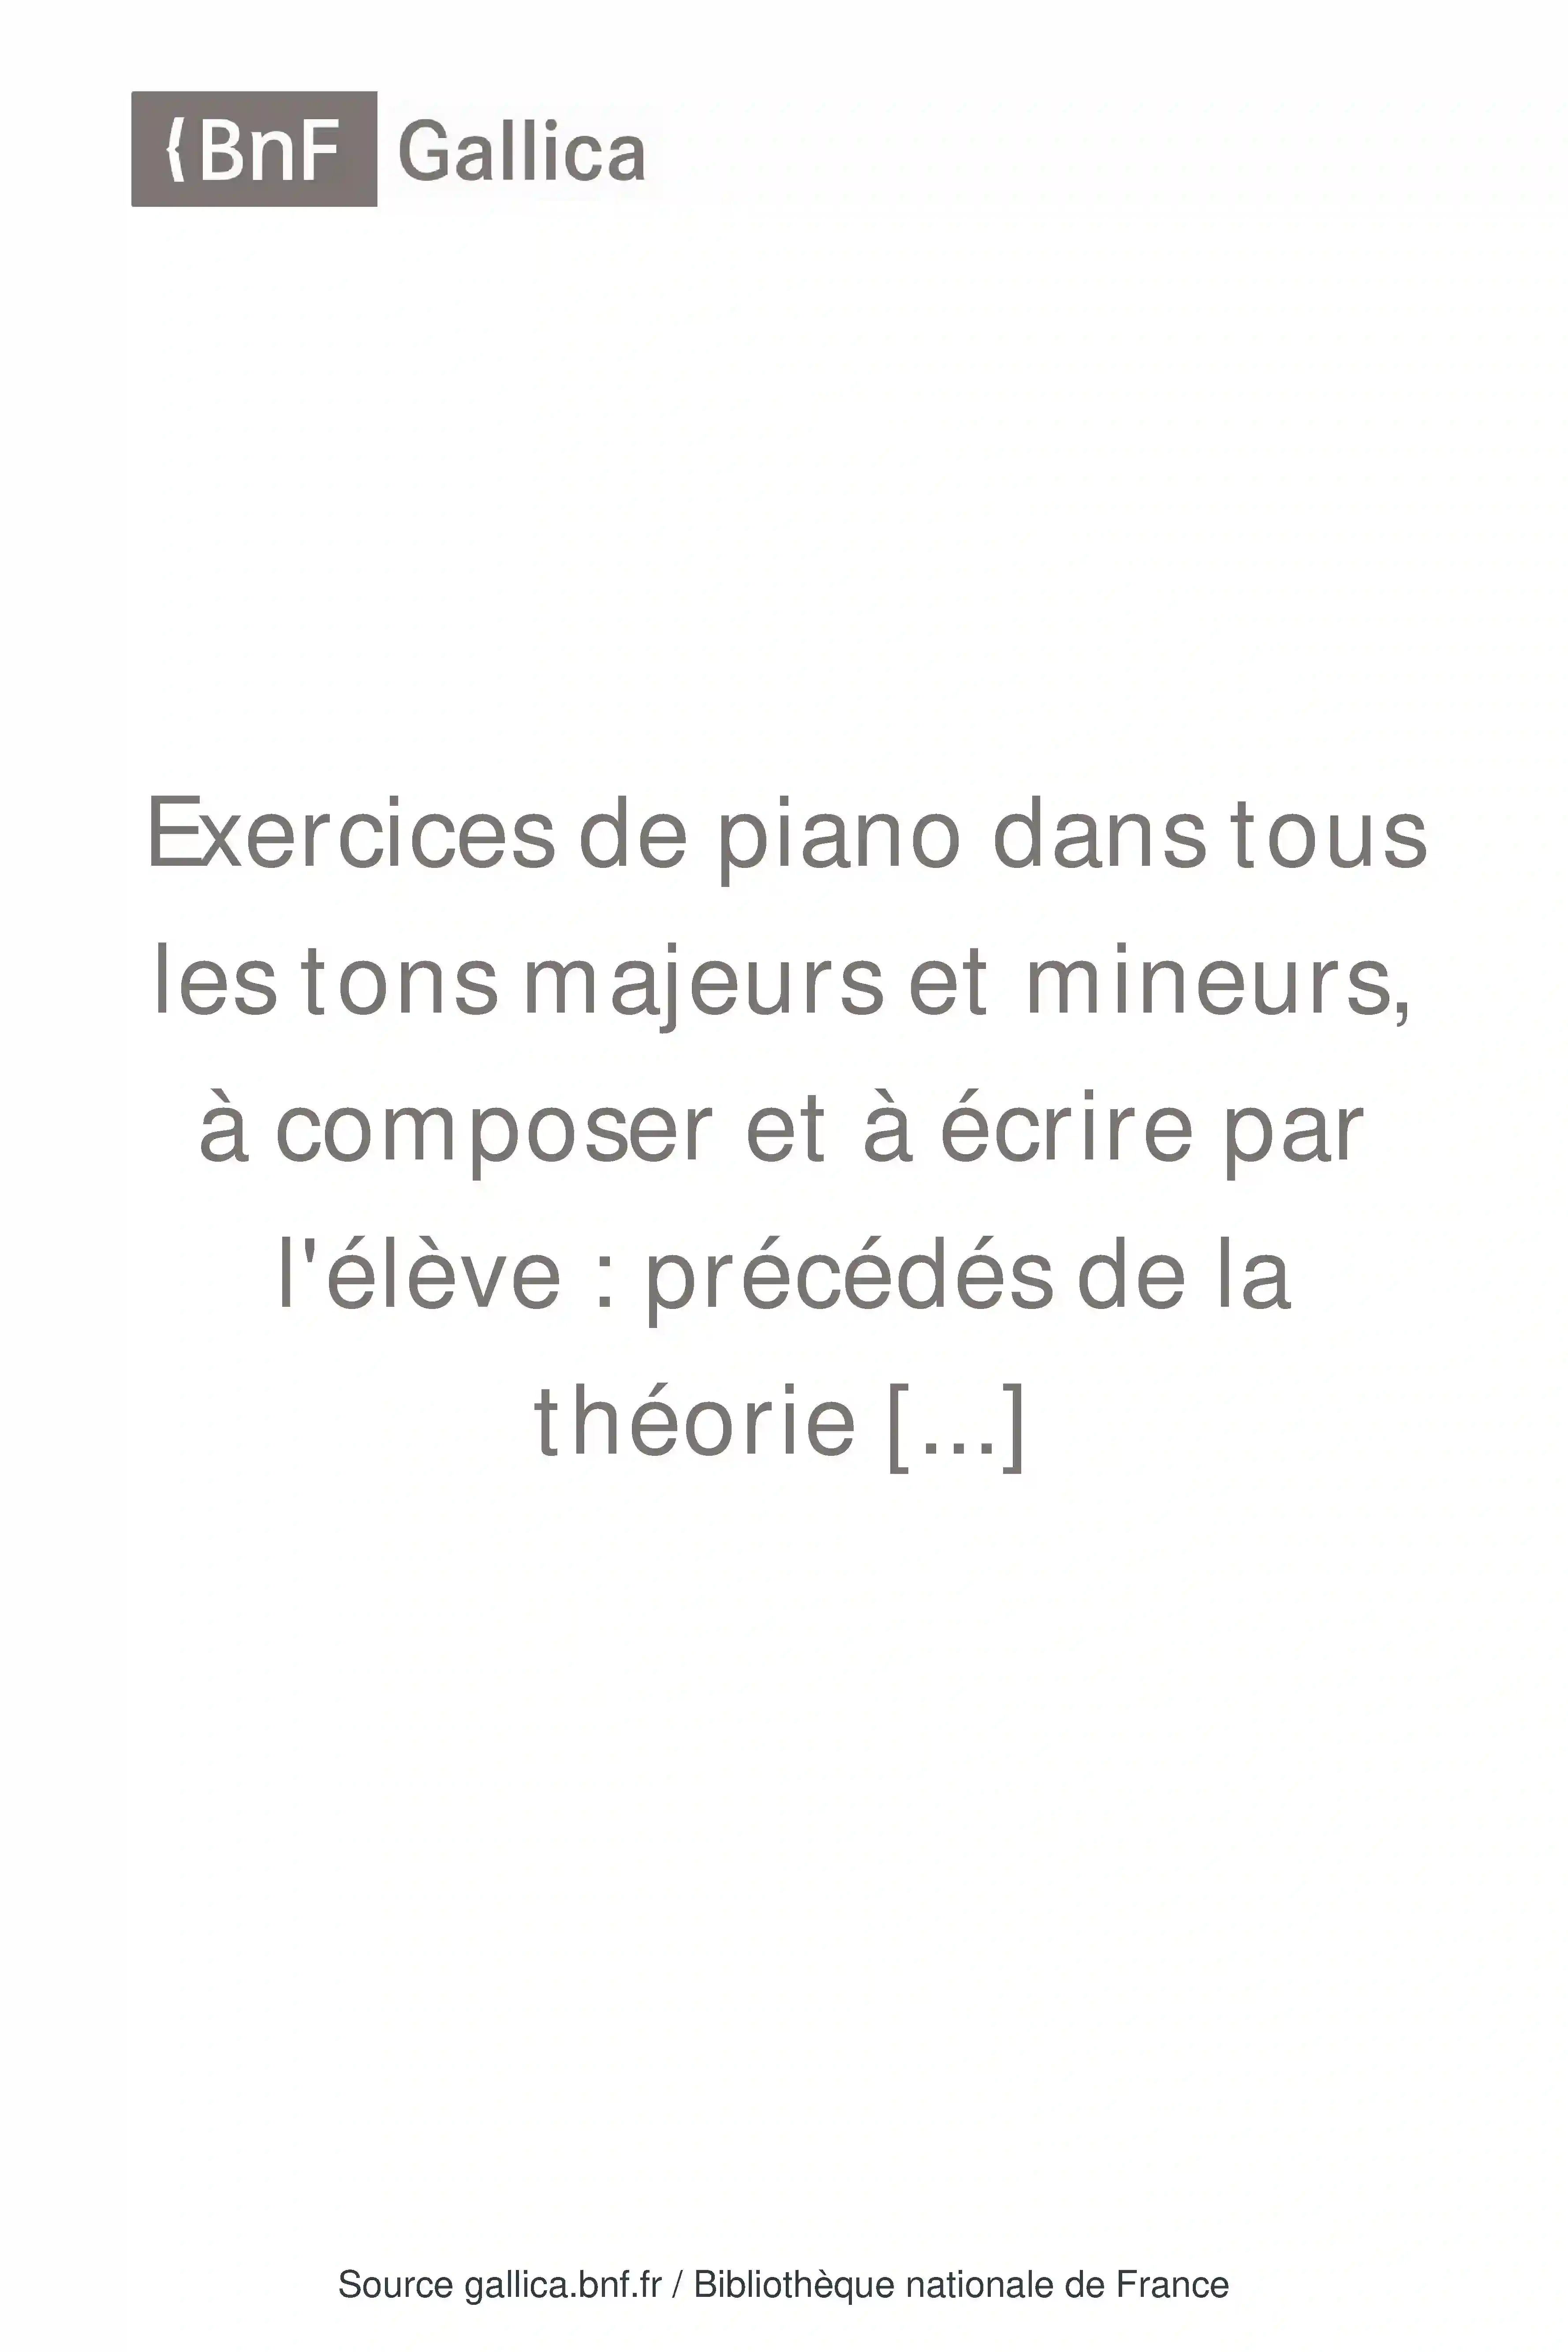 {BnF Gallica
Exercices de piano dans tous
les tons majeurs et mineurs,
à composer et à écrire par
l'élève : précédés de la
théorie [...]
Source gallica.bnf.fr / Bibliothèque nationale de France